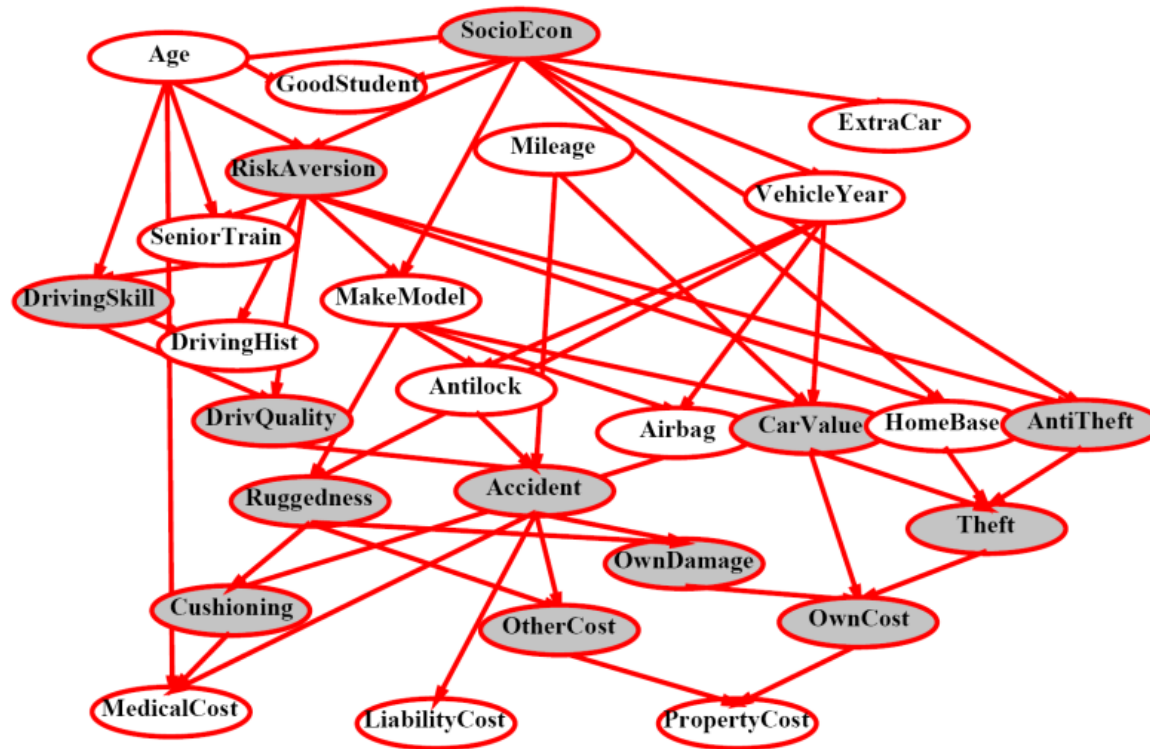 SocioEcon
Age
GoodStudent
ExtraCar
Mileage
RiskAversion
VehicleYear
SeniorTrain
DrivingSkill
MakeModel
DrivingHist
Antilock
DrivQuality
Airbag
CarValue
HomeBase
AntiTheft
Ruggedness
Accident
Theft
OwnDamage
Cushioning
OtherCost
OwnCost
MedicalCost
LiabilityCost
PropertyCost